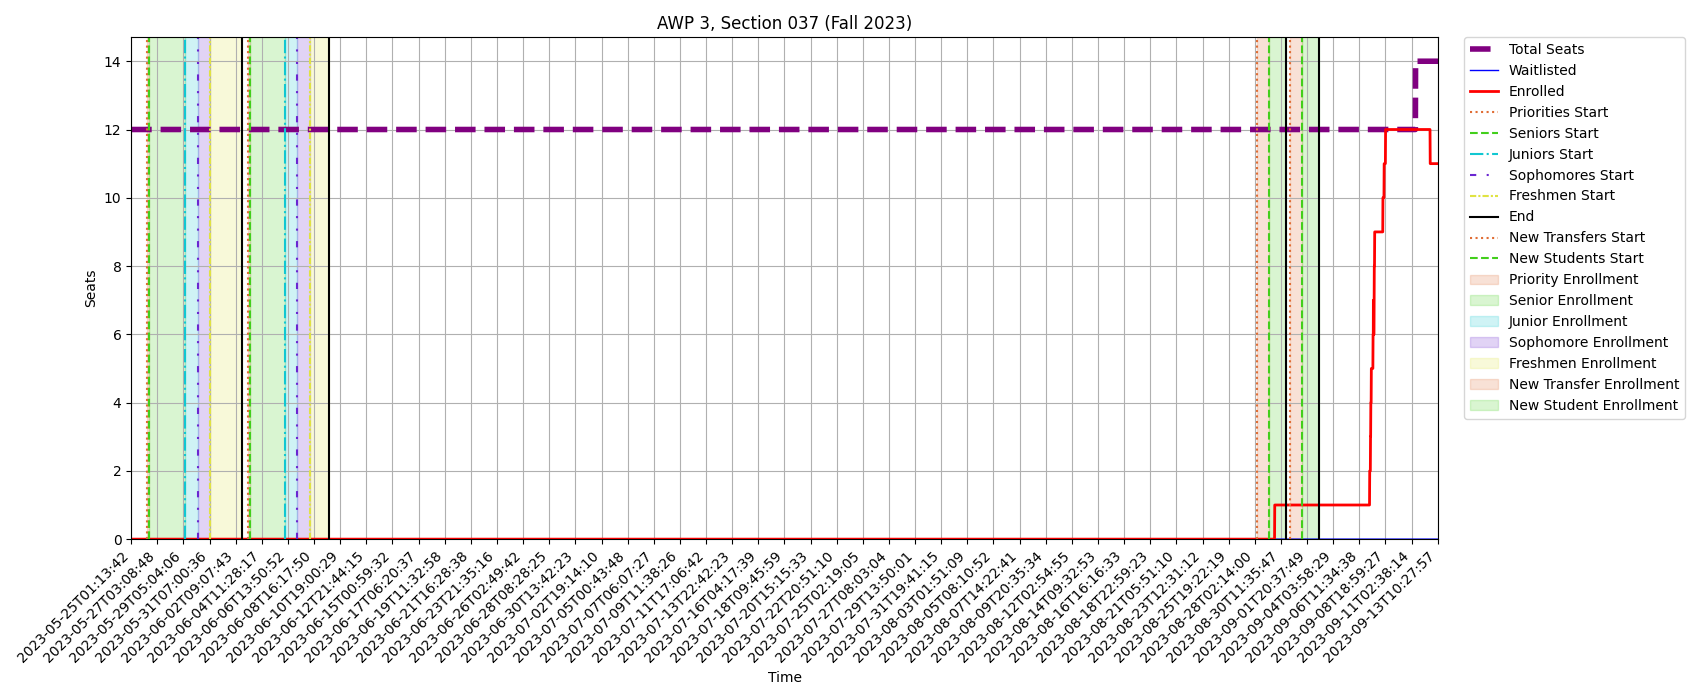 AWP 3, Section 037 (Fall 2023)
Seats
14
12
10
8
6
4
2
0
2023-05-25T01:13:42
2023-05-27T03:08:48
2023-05-29T05:04:06
2023-05-31T07:00:36
2023-06-02T09:07:43
2023-06-04T11:28:17
2023-06-06T13:50:52
2023-06-08T16:17:50
2023-06-10T19:00:29
2023-06-12T21:44:15
2023-06-15T00:59:32
2023-06-17T06:20:37
2023-06-19T11:32:58
2023-06-21T16:28:38
2023-06-23T21:35:16
2023-06-26T02:49:42
2023-06-28T08:28:25
2023-06-30T13:42:23
2023-07-02T19:14:10
2023-07-05T00:43:48
2023-07-07T06:07:27
2023-07-09T11:38:26
2023-07-11T17:06:42
2023-07-13T22:42:23
2023-07-16T04:17:39
2023-07-18T09:45:59
2023-07-20T15:15:33
2023-07-22T20:51:10
2023-07-25T02:19:05
2023-07-27T08:03:04
2023-07-29T13:50:01
2023-07-31T19:41:15
2023-08-03T01:51:09
2023-08-05T08:10:52
2023-08-07T14:22:41
2023-08-09T20:35:34
2023-08-12T02:54:55
2023-08-14T09:32:53
2023-08-16T16:16:33
2023-08-18T22:59:23
2023-08-21T05:51:10
2023-08-23T12:31:12
2023-08-25T19:22:19
2023-08-28T02:14:00
2023-08-30T11:35:47
2023-09-01T20:37:49
2023-09-04T03:58:29
2023-09-06T11:34:38
2023-09-08T18:59:27
2023-09-11T02:38:14
2023-09-13T10:27:57
Time
Total Seats
Waitlisted
Enrolled
Priorities Start
Seniors Start
Juniors Start
Sophomores Start
Freshmen Start
End
New Transfers Start
New Students Start
Priority Enrollment
Senior Enrollment
Junior Enrollment
Sophomore Enrollment
Freshmen Enrollment
New Transfer Enrollment
New Student Enrollment